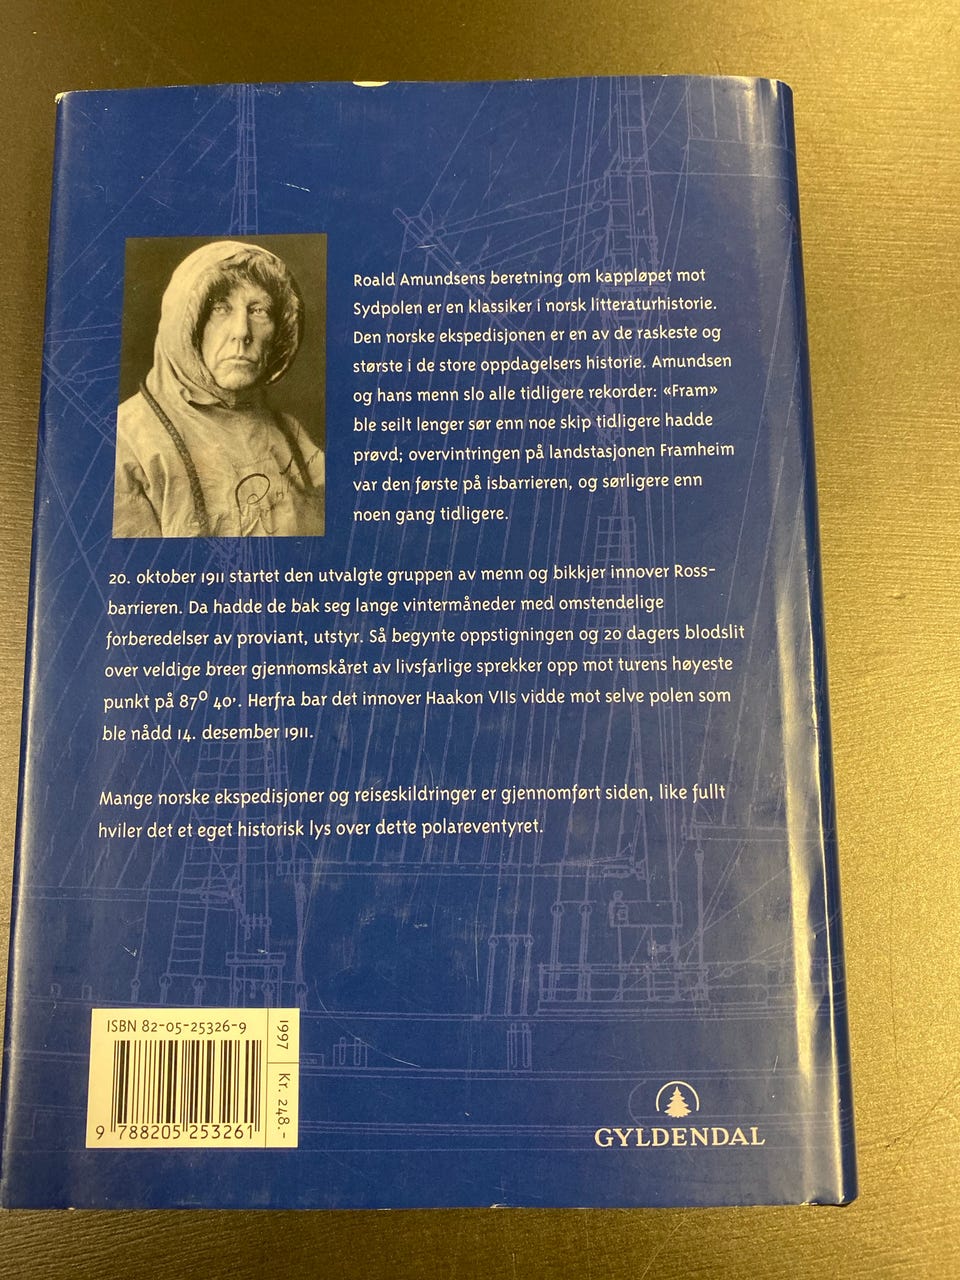 Roald Amundsens beretning om kappløpet mot
Sydpolen er en klassiker i norsk litteraturhistorie.
Den norske ekspedisjonen er en av de raskeste og
største i de store oppdagelsers historie. Amundsen
og hans menn slo alle tidligere rekorder: «Fram»
ble seilt lenger sør enn noe skip tidligere hadde
prøvd; overvintringen på landstasjonen Framheim
var den første på isbarrieren, og sørligere enn
noen gang tidligere.
20. oktober 1911 startet den utvalgte gruppen av menn og bikkjer innover Ross-
barrieren. Da hadde de bak seg lange vintermåneder med omstendelige
forberedelser av proviant, utstyr. Så begynte oppstigningen og 20 dagers blodslit
over veldige breer gjennomskåret av livsfarlige sprekker opp mot turens høyeste
punkt på 87⁰ 40'. Herfra bar det innover Haakon VIIs vidde mot selve polen som
ble nådd 14. desember 1911.
Mange norske ekspedisjoner og reiseskildringer er gjennomført siden, like fullt
hviler det et eget historisk lys over dette polareventyret.
ISBN 82-05-25326-9
9 788205 253261
1997 Kr. 248.-
GYLDENDAL